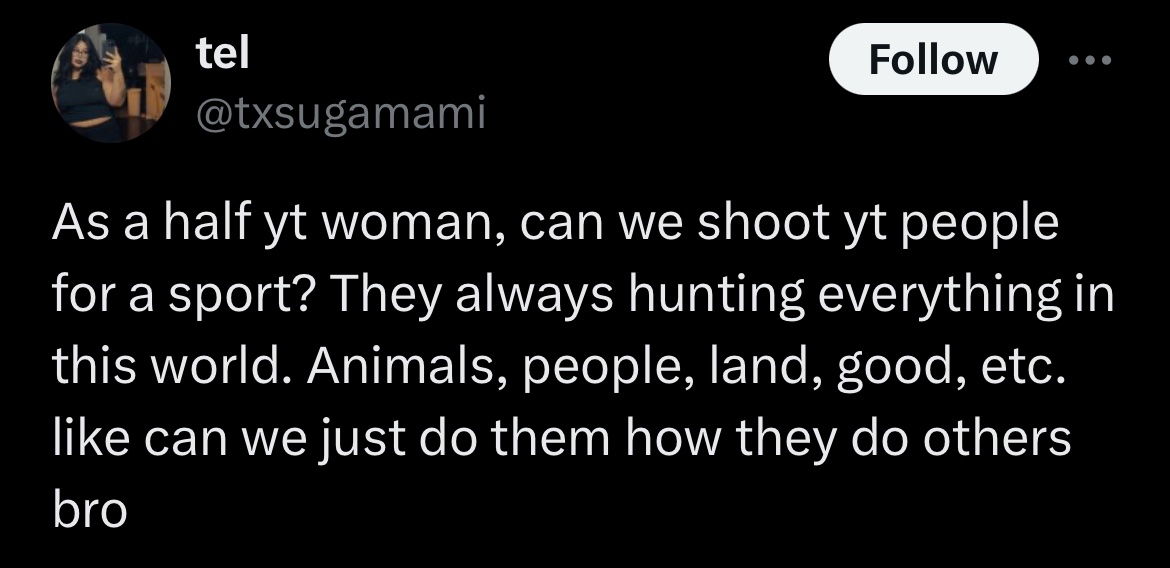 tel
Follow
@txsugamami
As a half yt woman, can we shoot yt people
for a sport? They always hunting everything in
this world. Animals, people, land, good, etc.
like can we just do them how they do others
bro